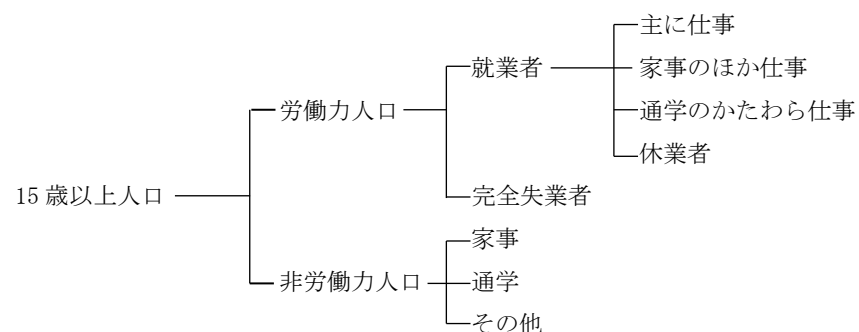 主に仕事
就業者
家事のほか仕事
労働力人口
通学のかたわら仕事
休業者
15歳以上人口
完全失業者
家事
非労働力人口
通学
その他